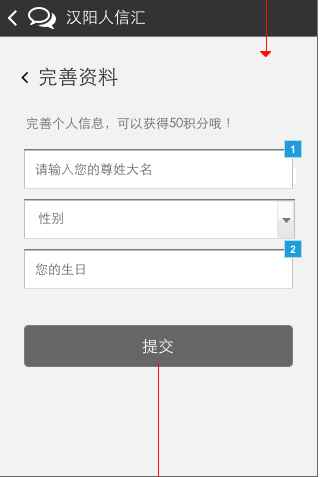 汉阳人信汇
完善资料
完善个人信息，可以获得50积分哦！
1
请输入您的尊姓大名
性别
2
您的生日
提交